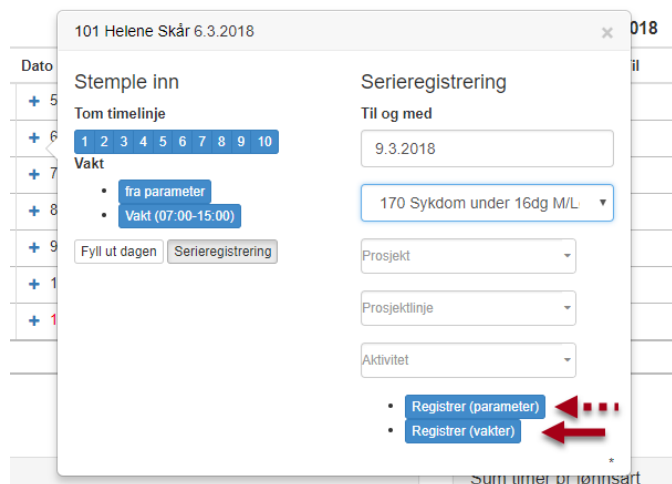 101 Helene Skår 6.3.2018 ×
018
Dato
il
Stemple inn
Serieregistrering
Tom timelinje
Til og med
1 2 3 4 5 6 7 8 9 10
9.3.2018
Vakt
fra parameter
Vakt (07:00-15:00)
170 Sykdom under 16dg M/L
Fyll ut dagen Serieregistrering
Prosjekt
Prosjektlinje
Aktivitet
+ 5
+ 6
+ 7
+ 8
+ 9
+ 1
+ 1
Registrer (parameter)
Registrer (vakter)
*
Sum timer pr lønnsart